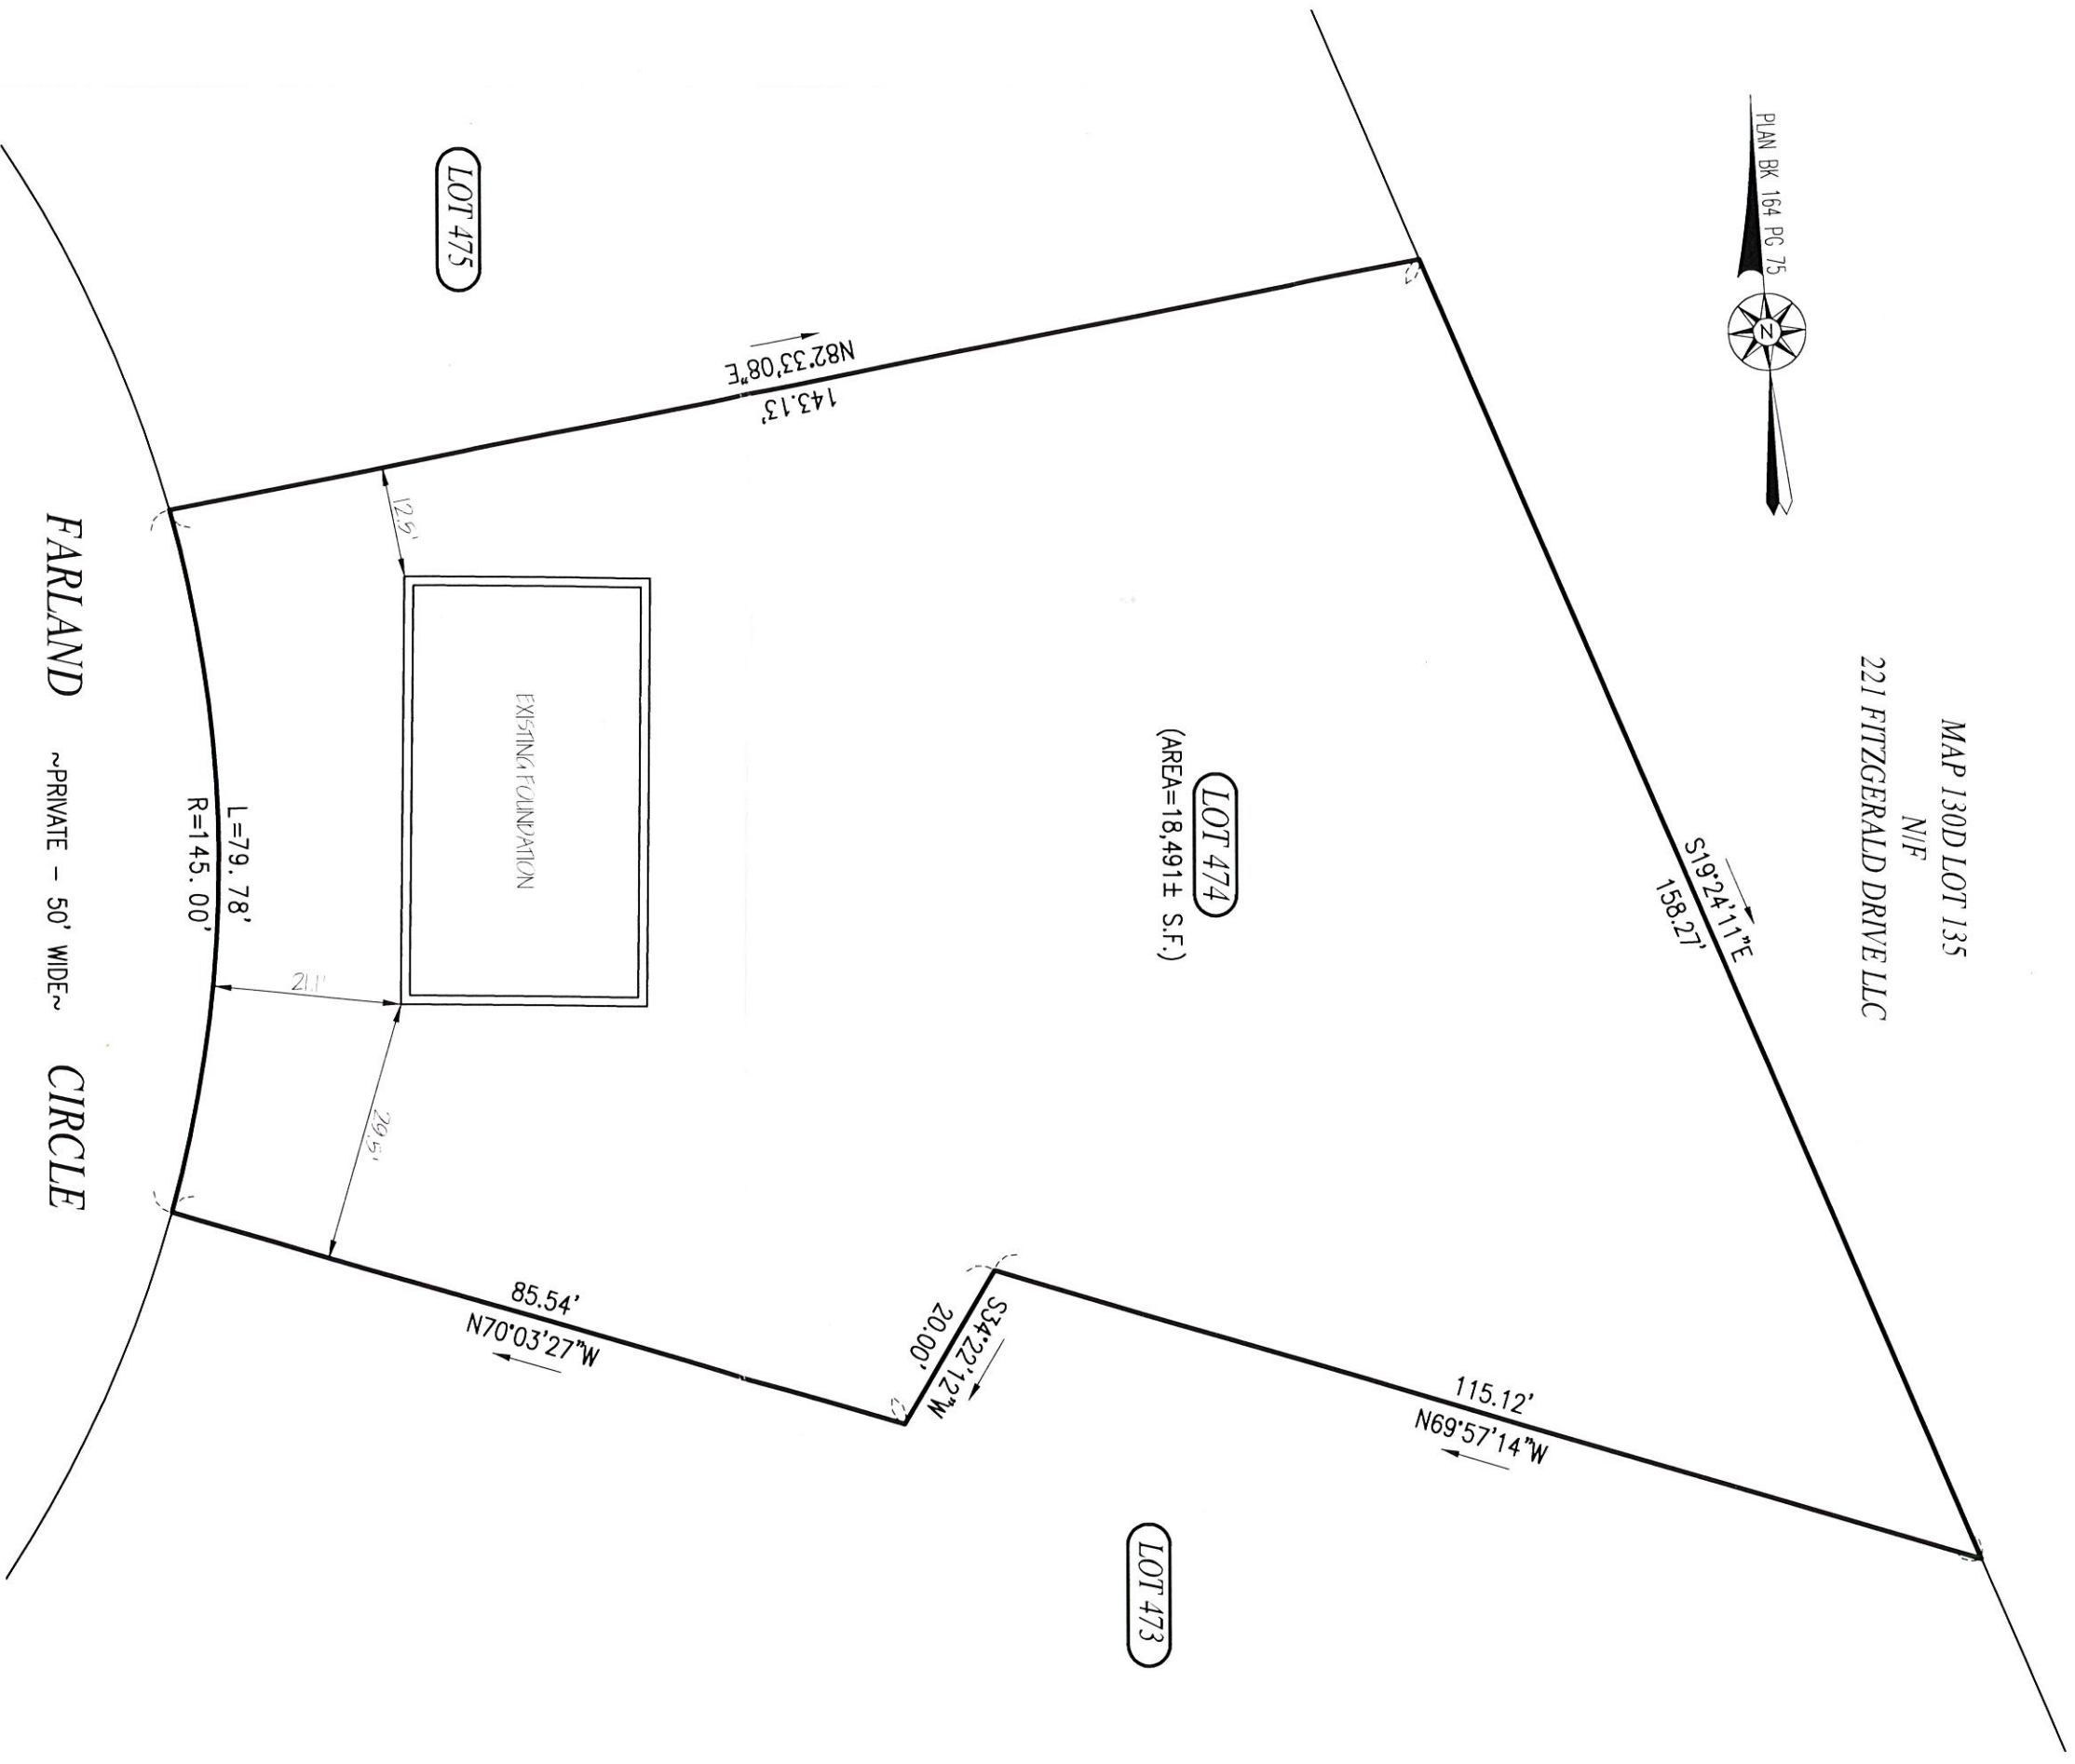 PLAN BK 164 PG 75
N
MAP 130D LOT 135
N/F
221 FITZGERALD DRIVE LLC
S19°24'11"E
158.27'
LOT 475
N82°33'08"E
143.13'
12.5'
EXISTING FOUNDATION
LOT 474
(AREA=18,491± S.F.)
L=79.78'
R=145.00'
21.1'
29.5'
FARLAND ~PRIVATE - 50' WIDE~ CIRCLE
85.54'
N70°03'27"W
S34°22'12"W
20.00'
115.12'
N69°57'14"W
LOT 473